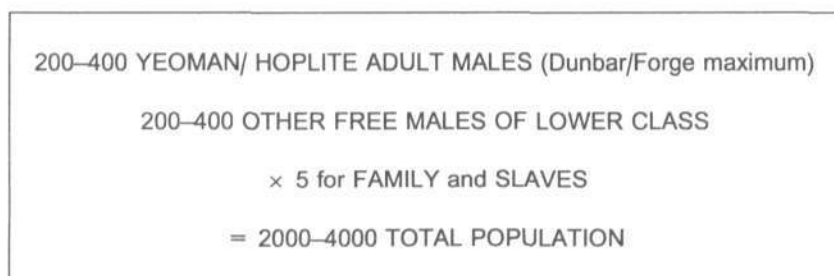 200–400 YEOMAN/ HOPLITE ADULT MALES (Dunbar/Forge maximum)
200–400 OTHER FREE MALES OF LOWER CLASS
× 5 for FAMILY and SLAVES
= 2000–4000 TOTAL POPULATION